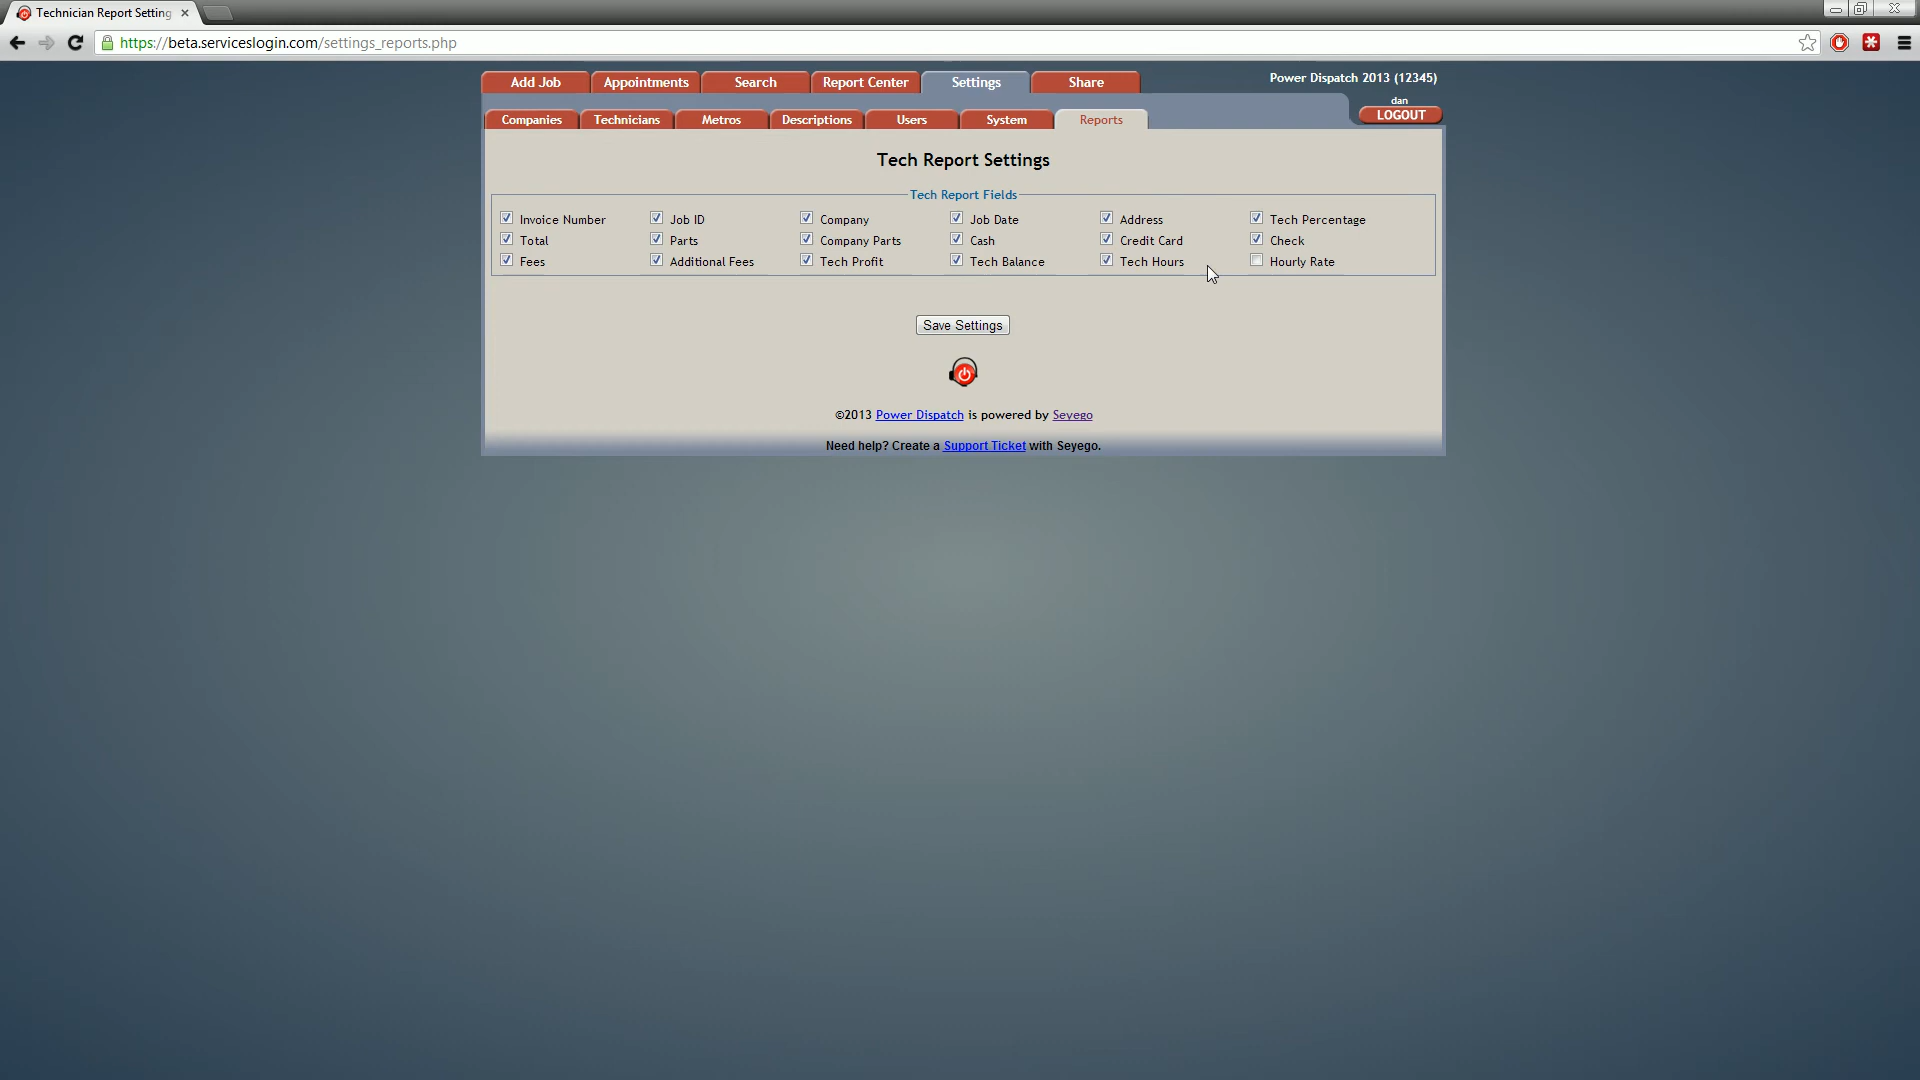 Technician Report Setting
https://beta.serviceslogin.com/settings_reports.php
Add Job Appointments Search Report Center Settings Share
Power Dispatch 2013 (12345)
dan
LOGOUT
Companies Technicians Metros Descriptions Users System Reports
Tech Report Settings
Tech Report Fields
Invoice Number Job ID Company Job Date Address Tech Percentage
Total Parts Company Parts Cash Credit Card Check
Fees Additional Fees Tech Profit Tech Balance Tech Hours Hourly Rate
Save Settings
©2013 Power Dispatch is powered by Seyego
Need help? Create a Support Ticket with Seyego.